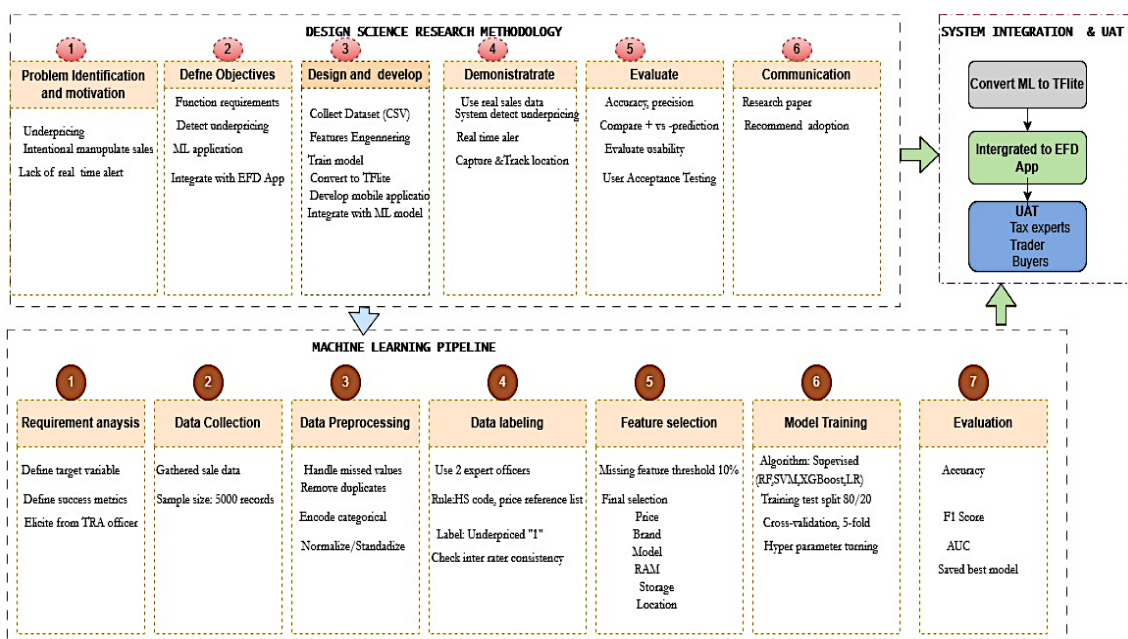 DESIGN SCIENCE RESEARCH METHODOLOGY
1
Problem Identification
and motivation
Underpricing
Intentional manupulate sales
Lack of real time alert
2
Defne Objectives
Function requirements
Detect underpricing
ML application
Integrate with EFD App
3
Design and develop
Collect Dataset (CSV)
Features Engennering
Train model
Convert to TFlite
Develop mobile applicatio
Integrate with ML model
4
Demonistratrate
Use real sales data
System detect underpricing
Real time aler
Capture &Track location
5
Evaluate
Accuracy, precision
Compare + vs -prediction
Evaluate usability
User Acceptance Testing
6
Communication
Research paper
Recommend adoption
SYSTEM INTEGRATION & UAT
Convert ML to TFlite
Intergrated to EFD
App
UAT
Tax experts
Trader
Buyers
MACHINE LEARNING PIPELINE
1
Requirement anaysis
Define target variable
Define success metrics
Elicite from TRA officer
2
Data Collection
Gathered sale data
Sample size: 5000 records
3
Data Preprocessing
Handle missed values
Remove duplicates
Encode categorical
Normalize/Standadize
4
Data labeling
Use 2 expert officers
Rule:HS code, price reference list
Label: Underpriced "1"
Check inter rater consistency
5
Feature selection
Missing feature threshold 10%
Final selection
Price
Brand
Model
RAM
Storage
Location
6
Model Training
Algorithm: Supervised
(RF,SVM,XGBoost,LR)
Training test split 80/20
Cross-validation, 5-fold
Hyper parameter turning
7
Evaluation
Accuracy
F1 Score
AUC
Saved best model